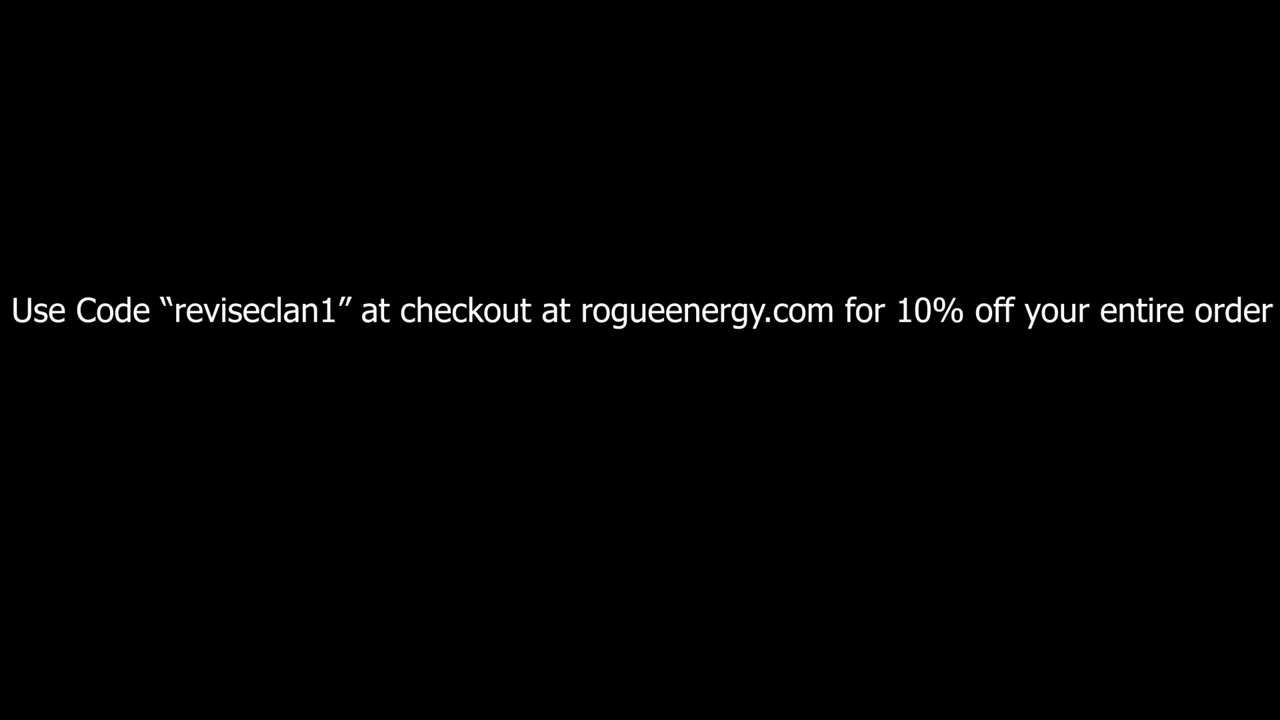 Use Code “reviseclan1” at checkout at rogueenergy.com for 10% off your entire order